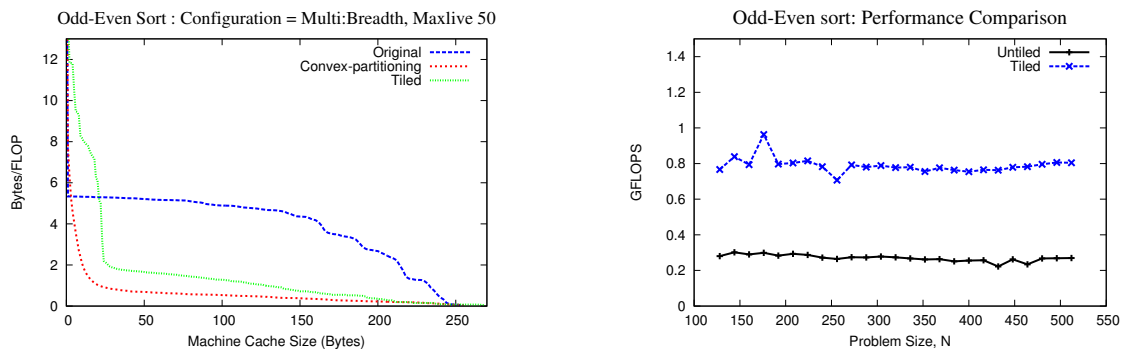 Odd-Even Sort : Configuration = Multi:Breadth, Maxlive 50
Original
Convex-partitioning
Tiled
12
10
8
6
4
2
0
Bytes/FLOP
0 50 100 150 200 250
Machine Cache Size (Bytes)
Odd-Even sort: Performance Comparison
Untiled
Tiled
1.4
1.2
1
0.8
0.6
0.4
0.2
0
GFLOPS
100 150 200 250 300 350 400 450 500 550
Problem Size, N